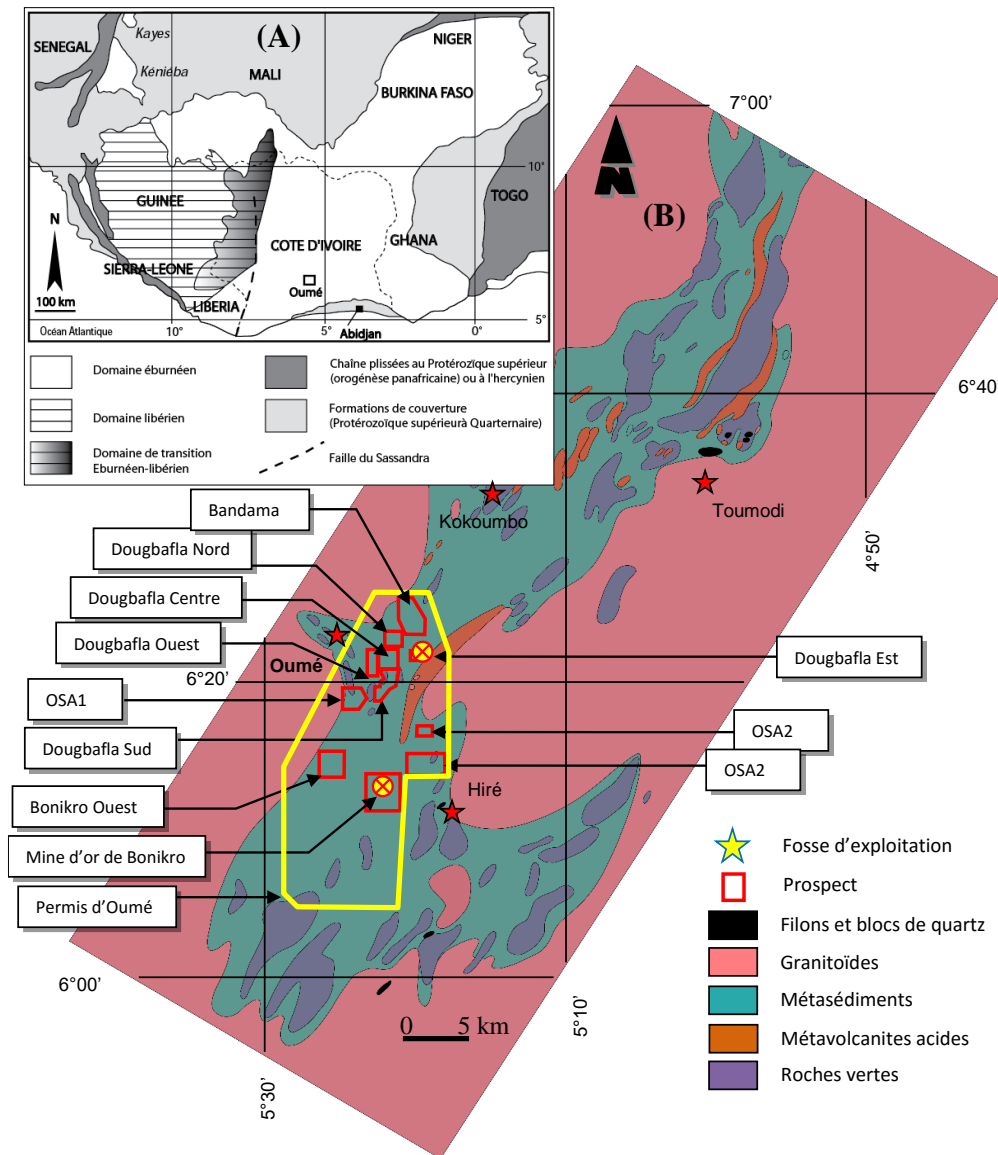 (A)
SENEGAL
Kayes
Kéniéba
MALI
NIGER
BURKINA FASO
10°
GUINEE
TOGO
N
COTE D'IVOIRE
GHANA
SIERRA-LEONE
Oumé
100 km
LIBERIA
Abidjan
Océan Atlantique
10°
5°
0°
5°
Domaine éburnéen
Domaine libérien
Domaine de transition
Eburnéen-libérien
Chaîne plissées au Protérozïque supérieur
(orogénèse panafricaine) ou à l'hercynien
Formations de couverture
(Protérozoïque supérieurà Quarternaire)
Faille du Sassandra
7°00'
N
(B)
6°40
Kokoumbo
Toumodi
4°50'
Bandama
Dougbafla Nord
Dougbafla Centre
Dougbafla Ouest
Oumé
6°20'
OSA1
Dougbafla Sud
Bonikro Ouest
Mine d'or de Bonikro
Permis d'Oumé
Dougbafla Est
OSA2
OSA2
Hiré
6°00'
5°30'
5°10'
0 5 km
Fosse d'exploitation
Prospect
Filons et blocs de quartz
Granitoïdes
Métasédiments
Métavolcanites acides
Roches vertes